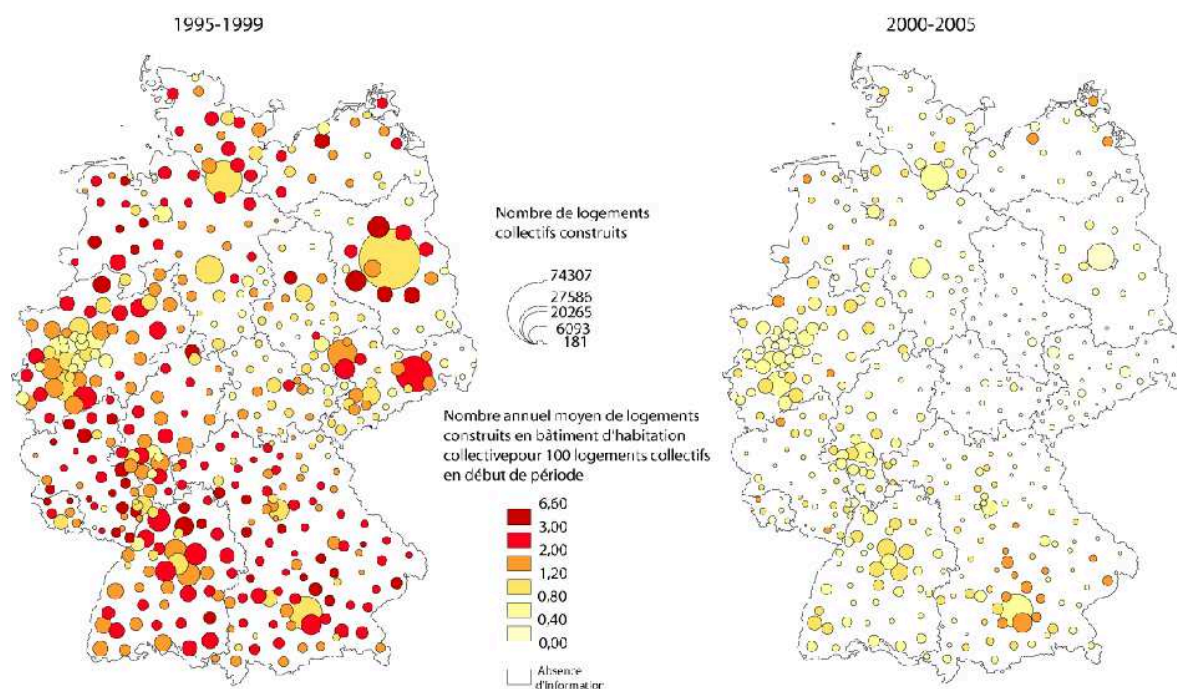 1995-1999
2000-2005
Nombre de logements
collectifs construits
74307
27586
20265
6093
181
Nombre annuel moyen de logements
construits en bâtiment d'habitation
collectivepour 100 logements collectifs
en début de période
6,60
3,00
2,00
1,20
0,80
0,40
0,00
Absence
d'information